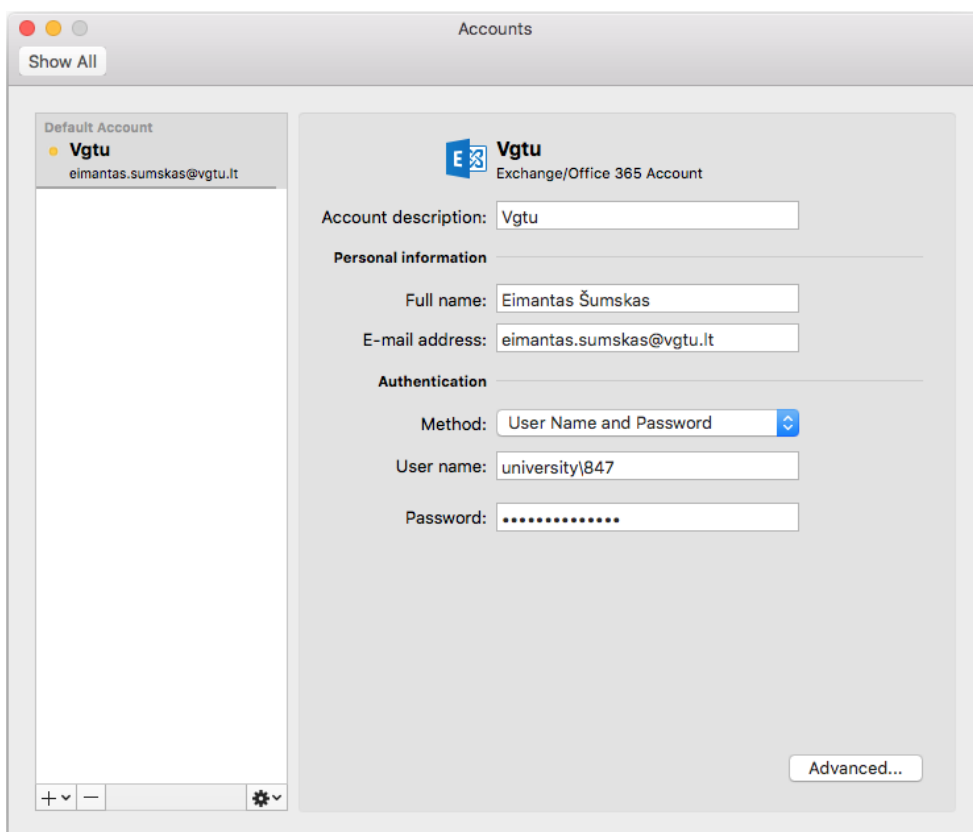 Accounts
Show All
Default Account
Vgtu
eimantas.sumskas@vgtu.lt
Vgtu
Exchange/Office 365 Account
Account description: Vgtu
Personal information
Full name: Eimantas Šumskas
E-mail address: eimantas.sumskas@vgtu.lt
Authentication
Method: User Name and Password
User name: university\847
Password: ••••••••••••••
Advanced...